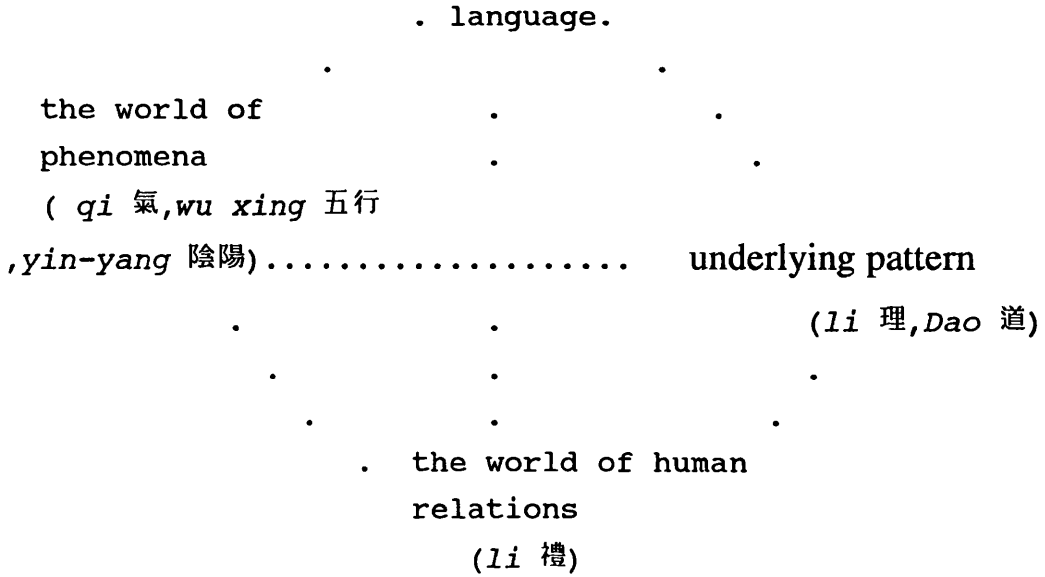 . language.
the world of
phenomena
( qi 氣,wu xing 五行
,yin-yang 陰陽)..................... underlying pattern
(li 理,Dao 道)
. the world of human
relations
(li 禮)